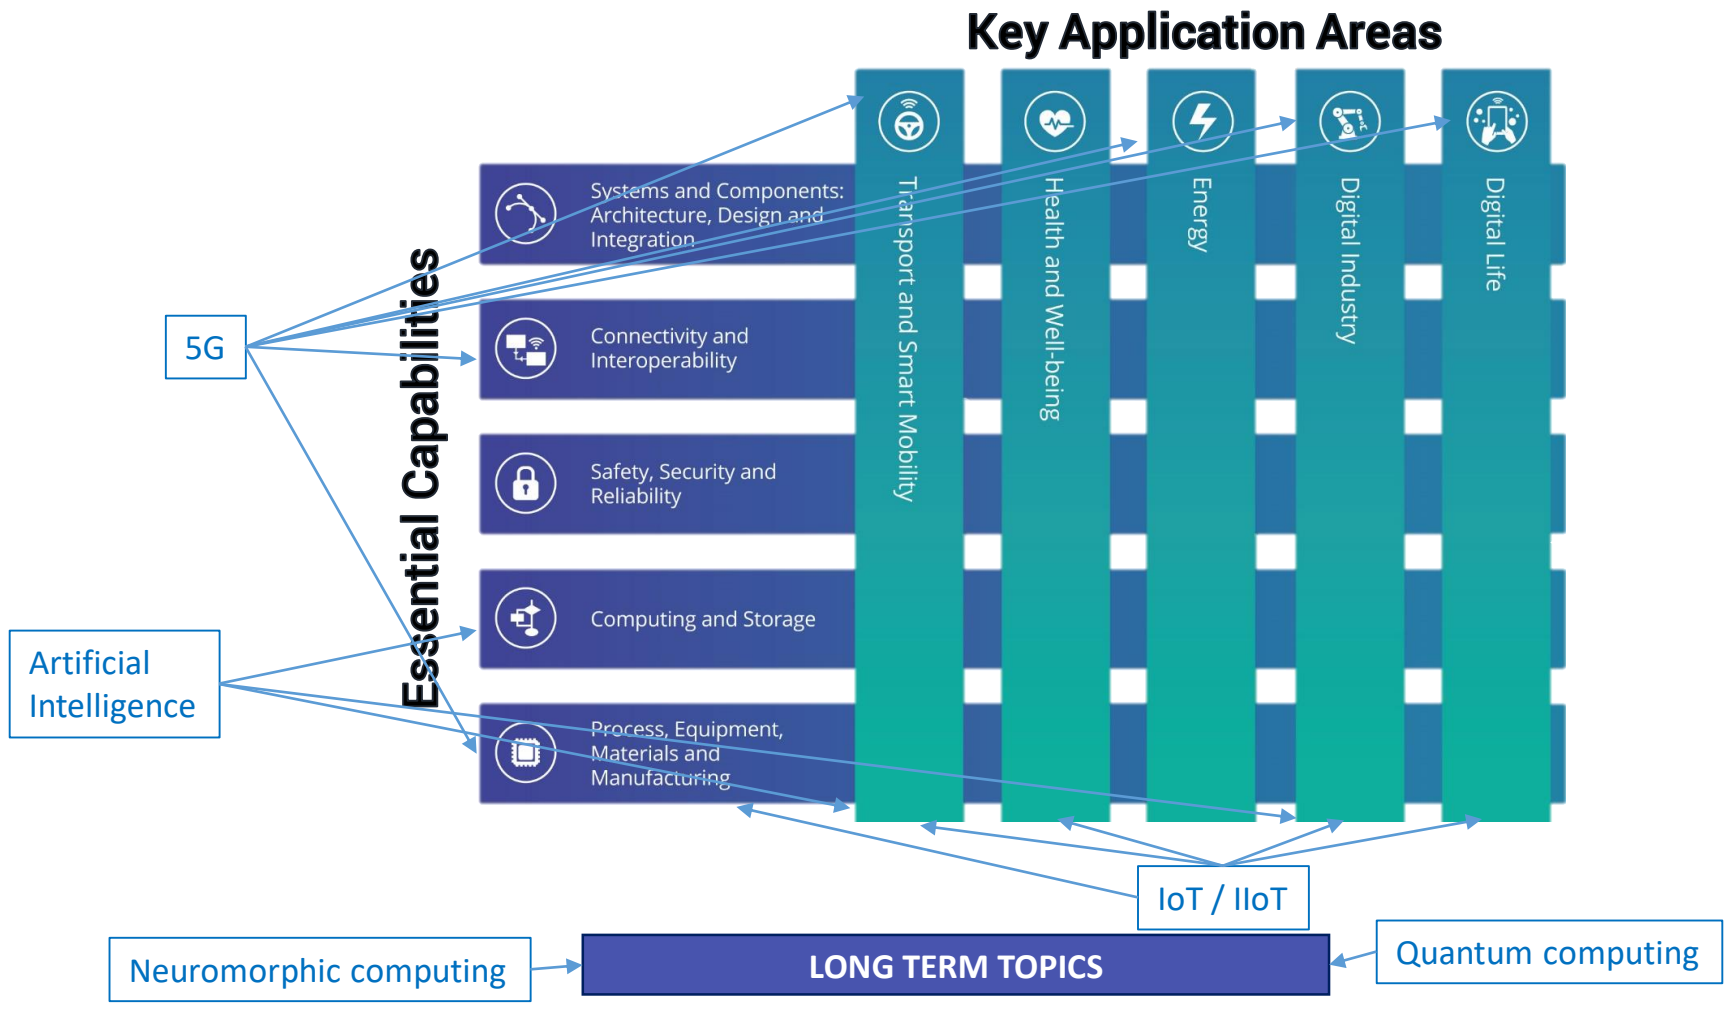 Key Application Areas
Essential Capabilities
Systems and Components:
Architecture, Design and
Integration
Connectivity and
Interoperability
Safety, Security and
Reliability
Computing and Storage
Process, Equipment,
Materials and
Manufacturing
Transport and Smart Mobility
Health and Well-being
Energy
Digital Industry
Digital Life
5G
Artificial
Intelligence
IoT / IIoT
Neuromorphic computing
LONG TERM TOPICS
Quantum computing